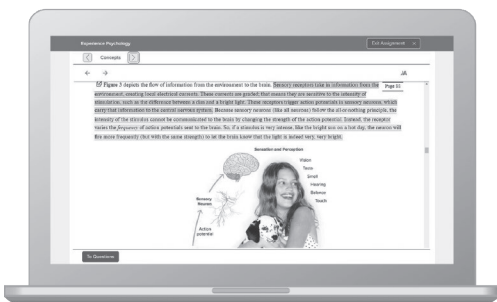 Experience Psychology
Exit Assignment ×
Concepts
Figure 3 depicts the flow of information from the environment to the brain. Sensory receptors take in information from the
Page 83
environment, creating local electrical currents. These currents are graded; that means they are sensitive to the intensity of
stimulation, such as the difference between a dim and a bright light. These receptors trigger action potentials in sensory neurons, which
carry that information to the central nervous system. Because sensory neurons (like all neurons) follow the all-or-nothing principle, the
intensity of the stimulus cannot be communicated to the brain by changing the strength of the action potential. Instead, the receptor
varies the frequency of action potentials sent to the brain. So, if a stimulus is very intense, like the bright sun on a hot day, the neuron will
fire more frequently (but with the same strength) to let the brain know that the light is indeed very, very bright.
Sensation and Perception
Vision
Taste
Smell
Hearing
Balance
Touch
Sensory
Neuron
Action
potential
To Questions